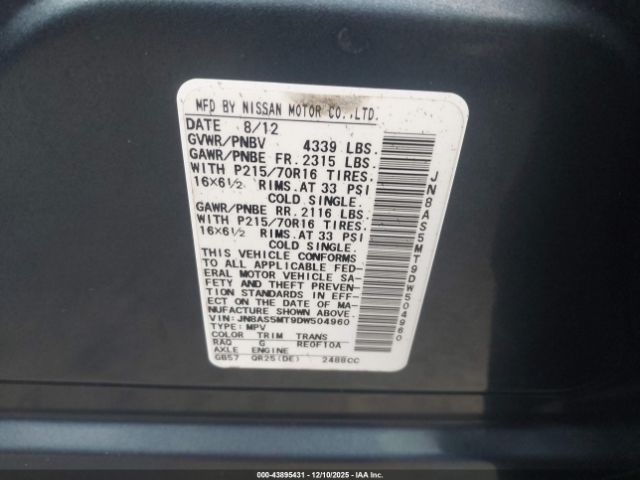 MFD BY NISSAN MOTOR CO.,LTD.
DATE 8/12
GVWR/PNBV 4339 LBS.
GAWR/PNBE FR. 2315 LBS.
WITH P215/70R16 TIRES.
16X6½ RIMS.AT 33 PSI
COLD SINGLE.
GAWR/PNBE RR. 2116 LBS.
WITH P215/70R16 TIRES.
16X6½ RIMS.AT 33 PSI
COLD SINGLE.
THIS VEHICLE CONFORMS
TO ALL APPLICABLE FED-
ERAL MOTOR VEHICLE SA-
FETY AND THEFT PREVEN-
TION STANDARDS IN EFF-
ECT ON THE DATE OF MA-
NUFACTURE SHOWN ABOVE.
VIN: JN8AS5MT9DW504960
TYPE: MPV
COLOR TRIM TRANS
RAQ G RE0F10A
AXLE ENGINE
GB57 QR25(DE) 2488CC
JN8AS5MT9DW504960
000-43895431 - 12/10/2025 - IAAI.COM